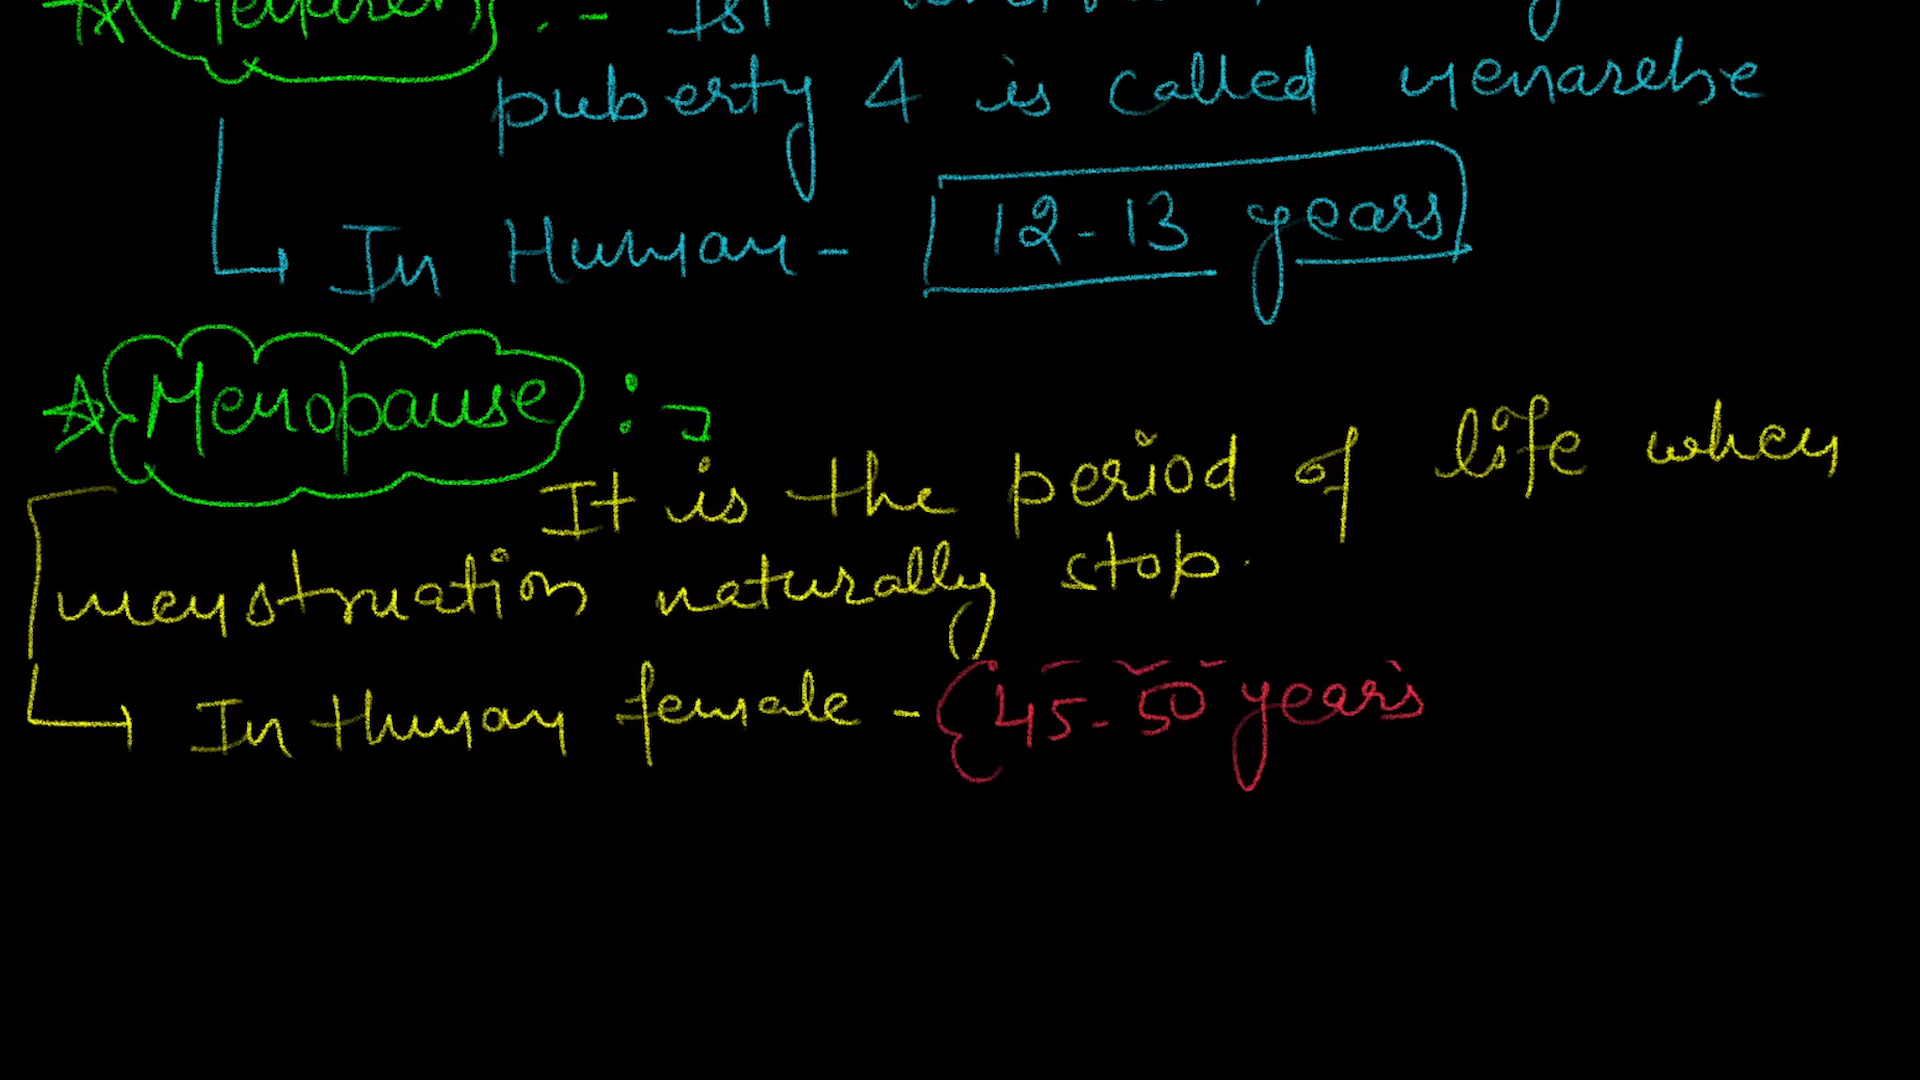 1st
puberty & is called menarche
In Human - 12-13 years
Menopause :-
It is the period of life when
menstruation naturally stop.
In Human female - {45-50 years